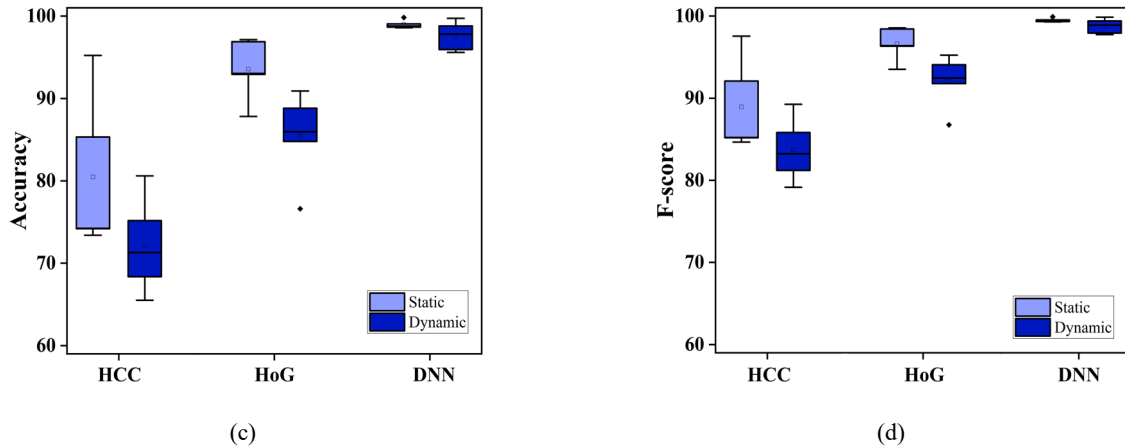 100
90
80
70
60
Accuracy
Static
Dynamic
HCC
HoG
DNN
(c)
100
90
80
70
60
F-score
Static
Dynamic
HCC
HoG
DNN
(d)